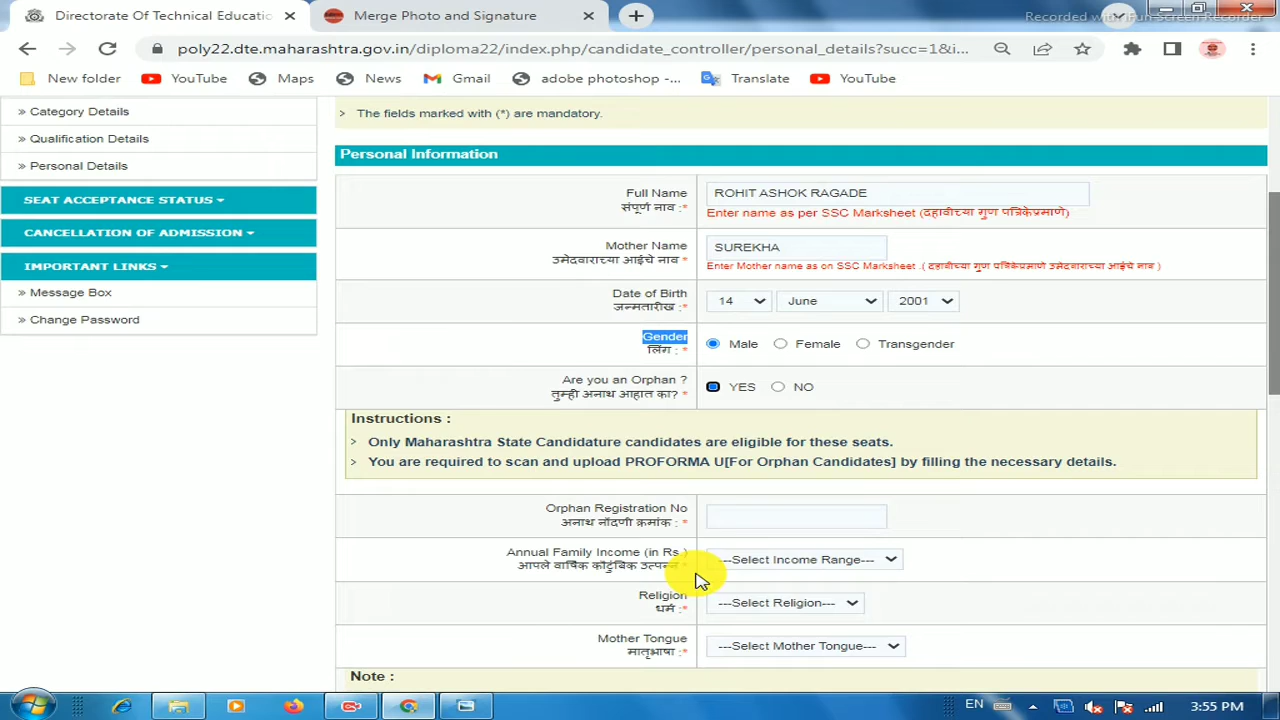 Directorate Of Technical Educatio
Merge Photo and Signature
Recorded with iFun Screen Recorder
poly22.dte.maharashtra.gov.in/diploma22/index.php/candidate_controller/personal_details?succ=1&i...
New folder
YouTube
Maps
News
Gmail
adobe photoshop -...
Translate
YouTube
» Category Details
» Qualification Details
» Personal Details
SEAT ACCEPTANCE STATUS
CANCELLATION OF ADMISSION
IMPORTANT LINKS
» Message Box
» Change Password
> The fields marked with (*) are mandatory.
Personal Information
Full Name
संपूर्ण नाव :*
ROHIT ASHOK RAGADE
Enter name as per SSC Marksheet (दहावीच्या गुण पत्रिकेप्रमाणे)
Mother Name
उमेदवाराच्या आईचे नाव *
SUREKHA
Enter Mother name as on SSC Marksheet .( दहावीच्या गुण पत्रिकेप्रमाणे उमेदवाराच्या आईचे नाव )
Date of Birth
जन्मतारीख :*
14 June 2001
Gender
लिंग : *
Male Female Transgender
Are you an Orphan ?
तुम्ही अनाथ आहात का? *
YES NO
Instructions :
> Only Maharashtra State Candidature candidates are eligible for these seats.
> You are required to scan and upload PROFORMA U[For Orphan Candidates] by filling the necessary details.
Orphan Registration No
अनाथ नोंदणी क्रमांक : *
Annual Family Income (in Rs.)
आपले वार्षिक कौटुंबिक उत्पन्न *
---Select Income Range---
Religion
धर्म :*
---Select Religion---
Mother Tongue
मातृभाषा :*
---Select Mother Tongue---
Note :
EN
3:55 PM